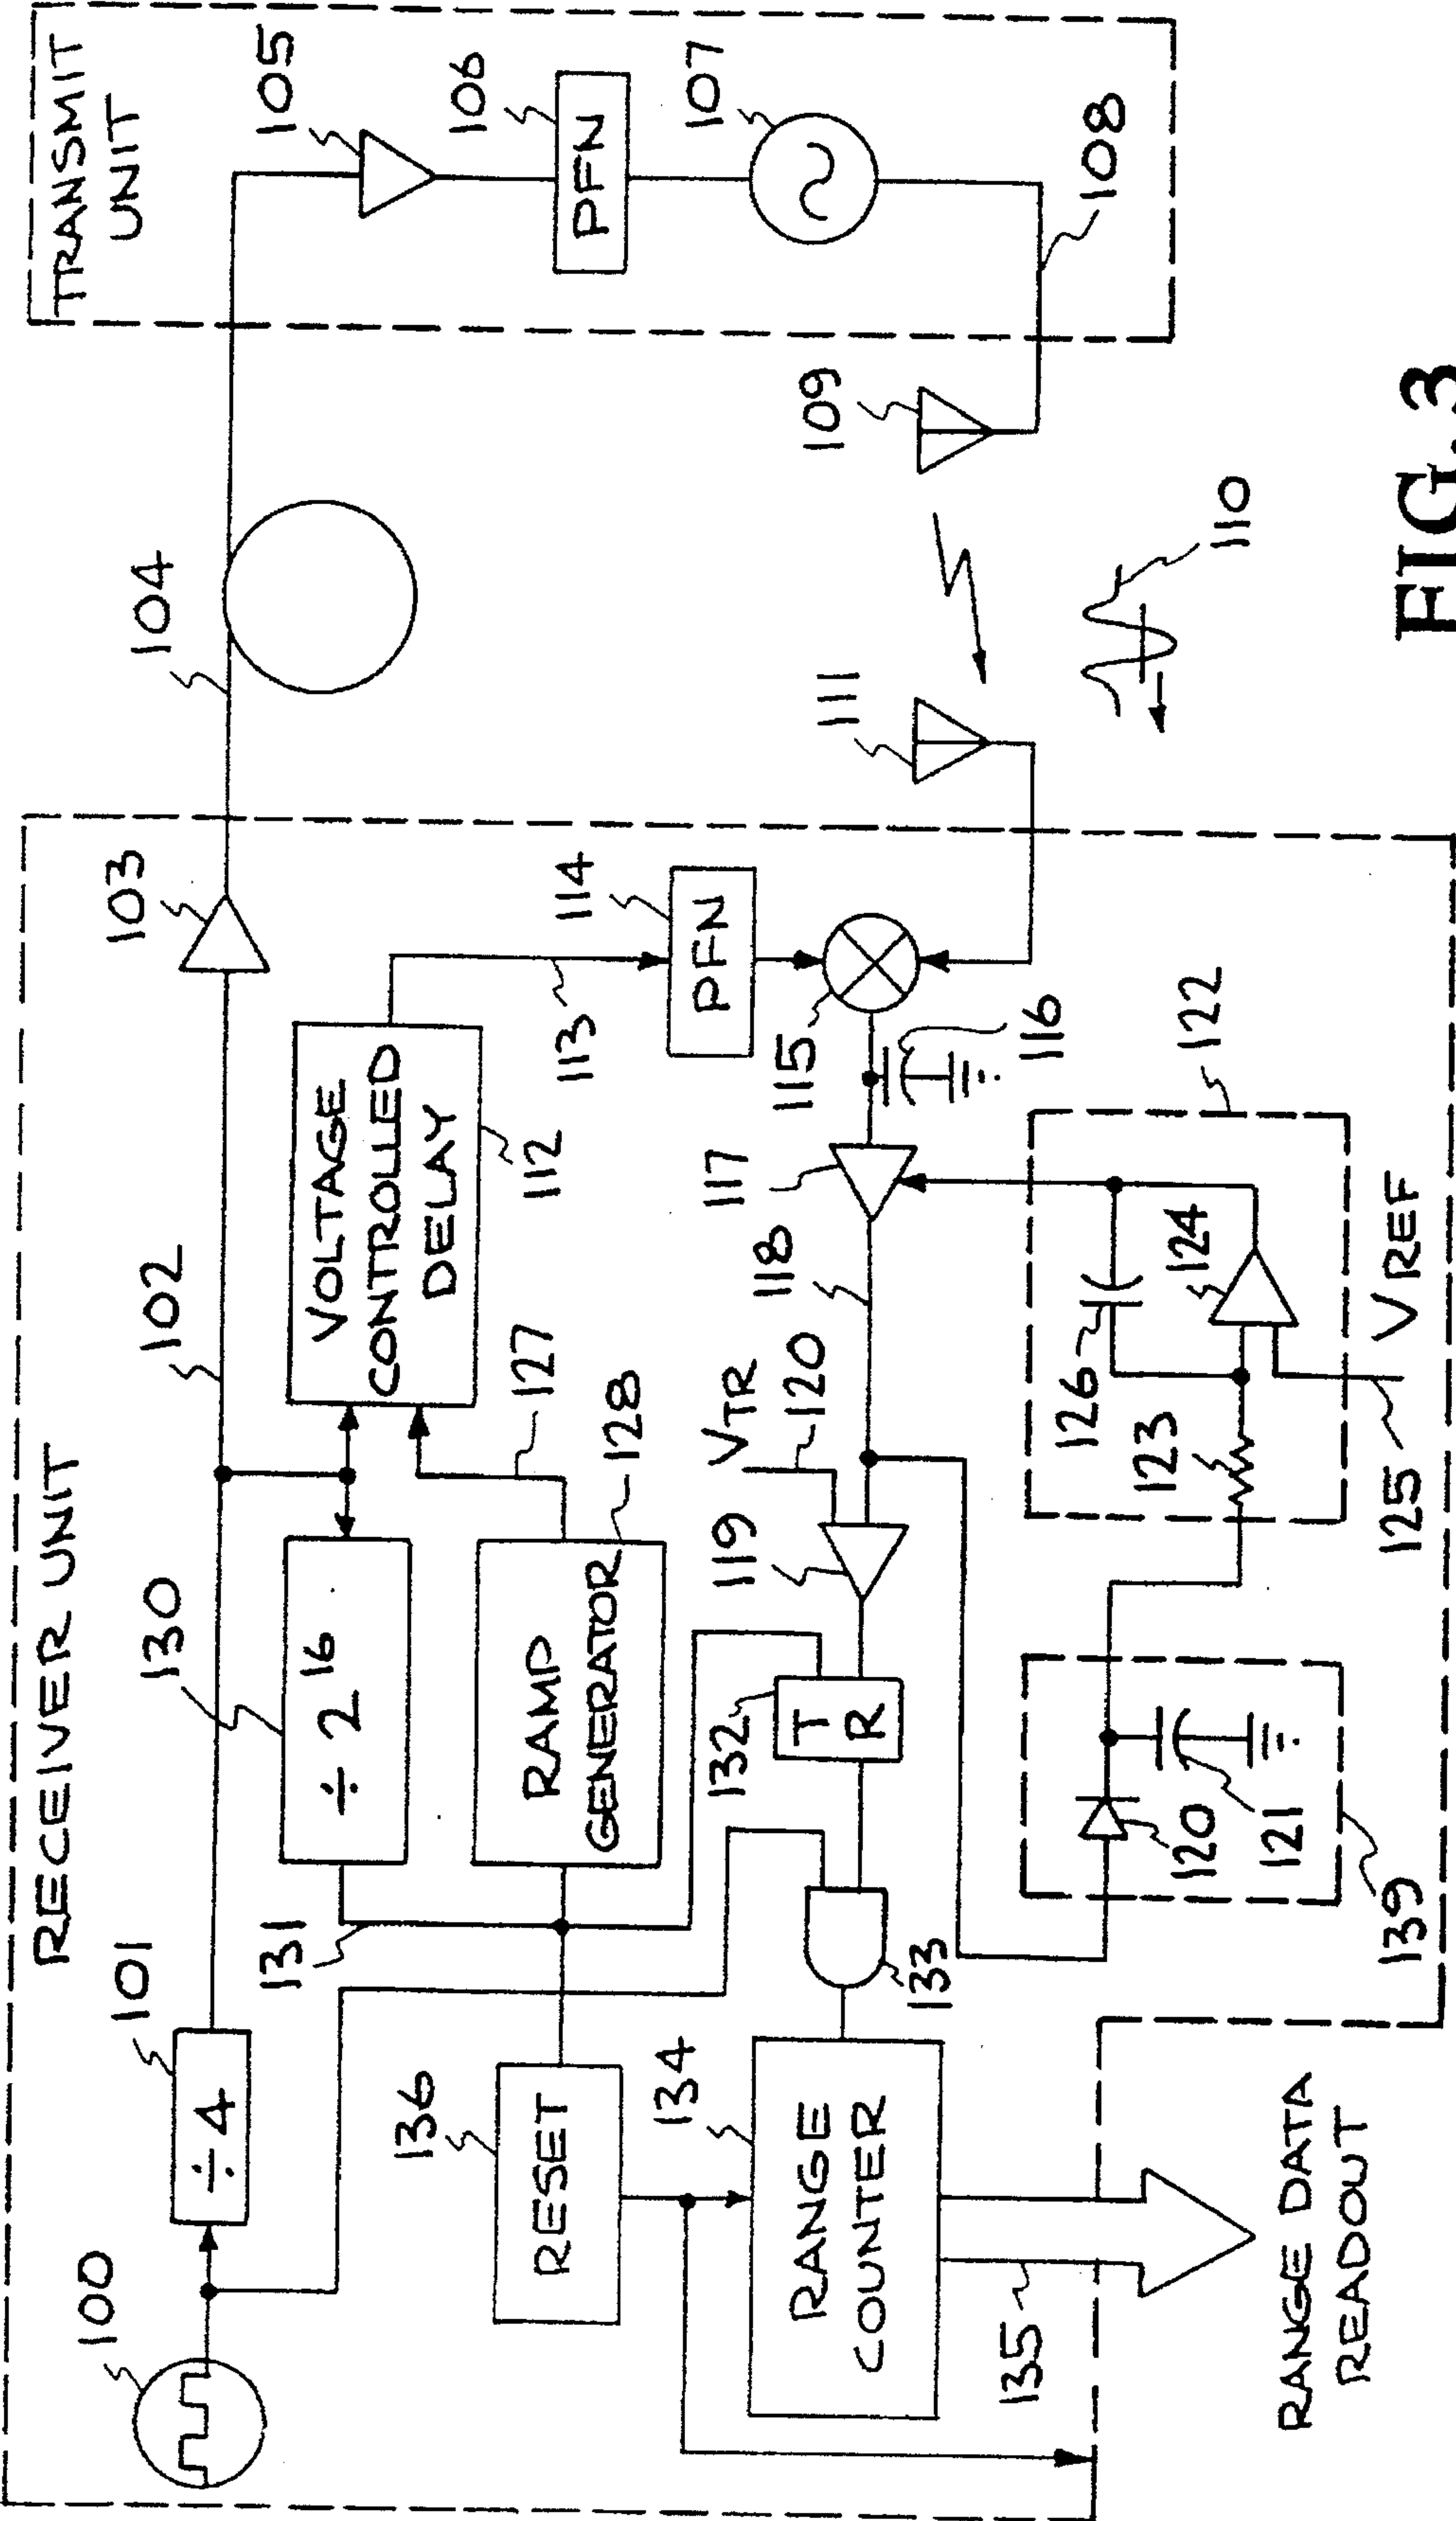 RECEIVER UNIT
TRANSMIT
UNIT
100
101
÷ 4
102
103
104
105
106
PFN
107
108
109
110
111
130
÷ 2 16
VOLTAGE
CONTROLLED
DELAY
112
113
114
PFN
115
116
117
118
131
RAMP
GENERATOR
128
127
136
RESET
VTR
120
119
132
T
R
133
134
RANGE
COUNTER
135
120
121
139
122
123
124
126
125
V REF
RANGE DATA
READOUT
FIG. 3